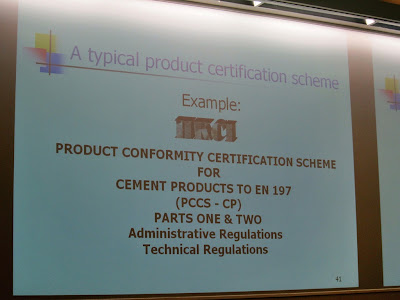 A typical product certification scheme
Example:
PRODUCT CONFORMITY CERTIFICATION SCHEME
FOR
CEMENT PRODUCTS TO EN 197
(PCCS - CP)
PARTS ONE & TWO
Administrative Regulations
Technical Regulations
41